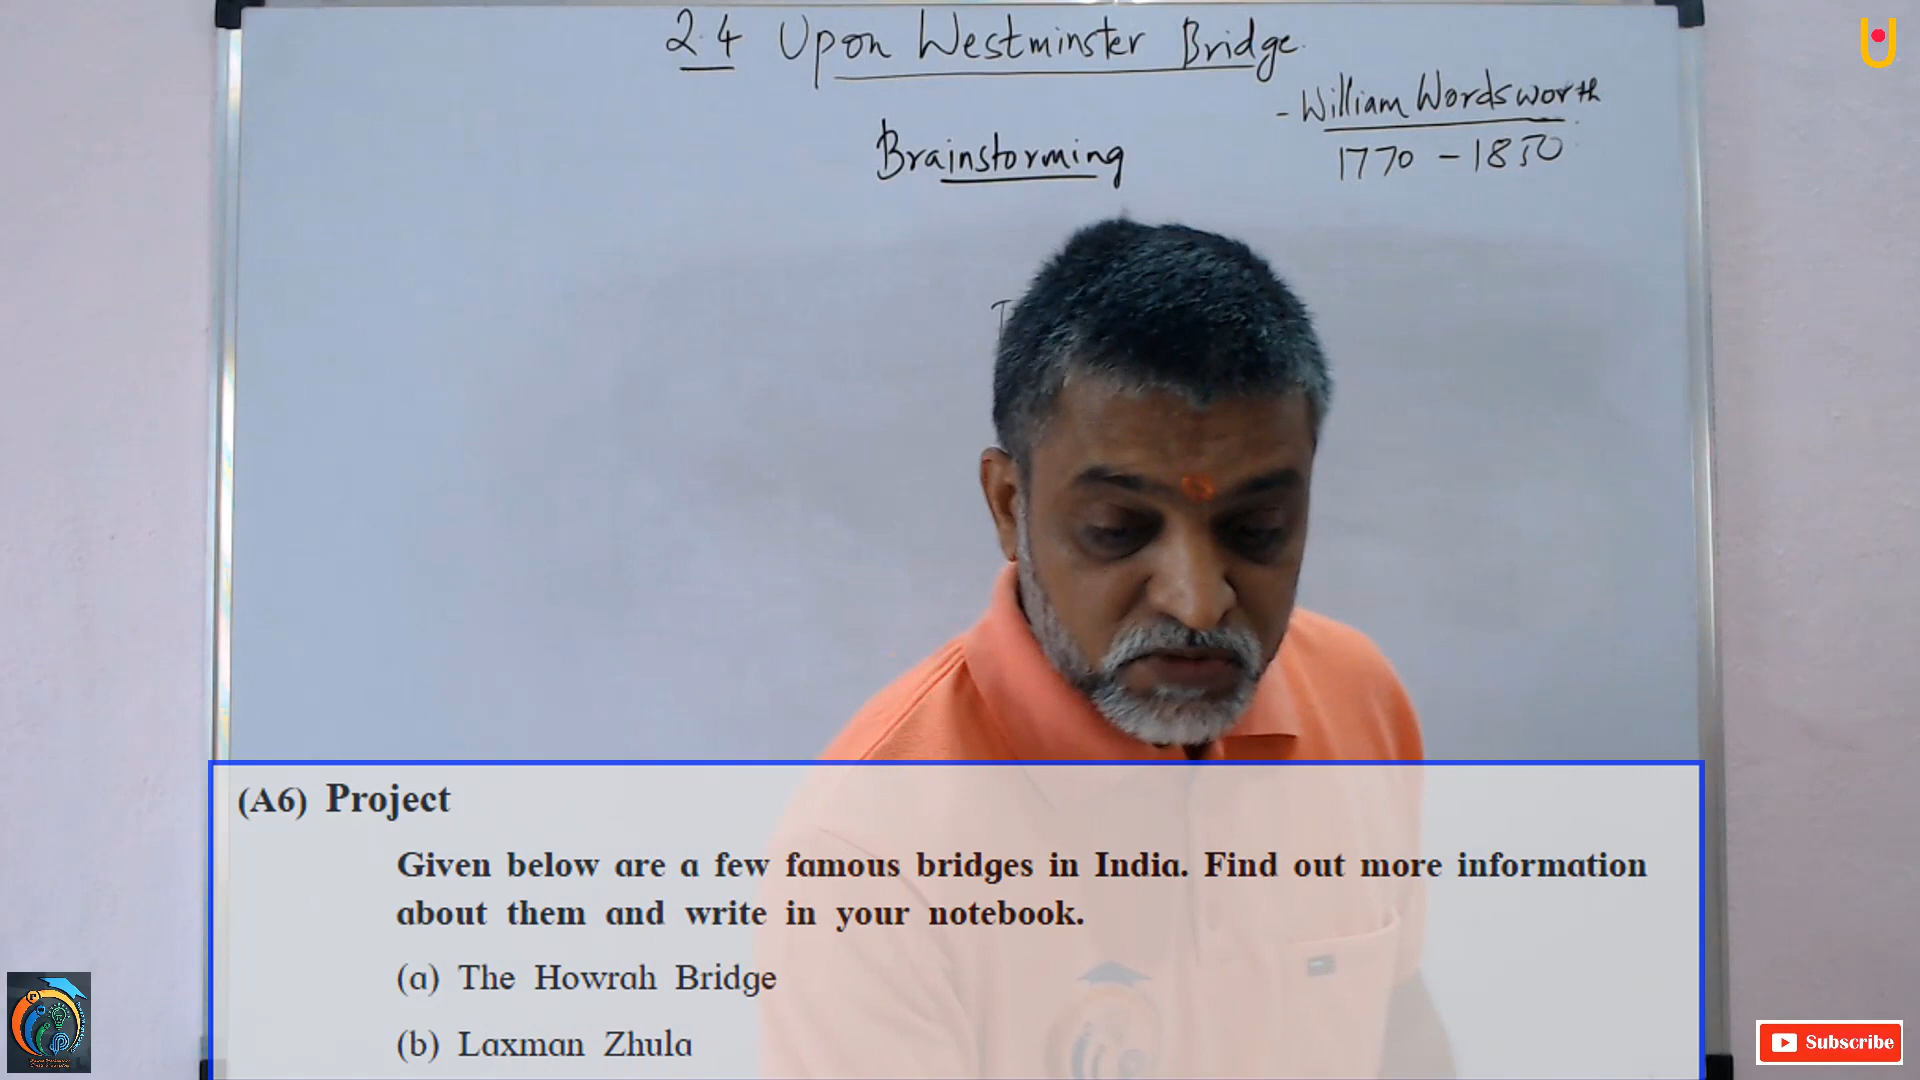 2.4 Upon Westminster Bridge.
- William Wordsworth
1770 - 1850
Brainstorming
(A6) Project
Given below are a few famous bridges in India. Find out more information
about them and write in your notebook.
(a) The Howrah Bridge
(b) Laxman Zhula
Subscribe